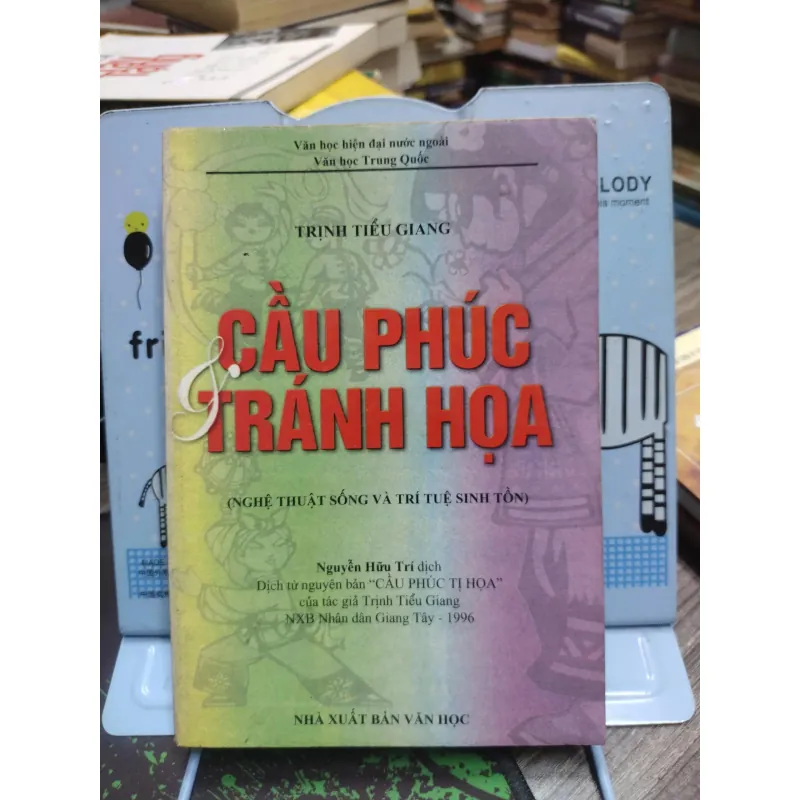 Văn học hiện đại nước ngoài
Văn học Trung Quốc
TRỊNH TIỂU GIANG
CẦU PHÚC
&
TRÁNH HỌA
(NGHỆ THUẬT SỐNG VÀ TRÍ TUỆ SINH TỒN)
Nguyễn Hữu Trí dịch
Dịch từ nguyên bản “CẦU PHÚC TỊ HỌA”
của tác giả Trịnh Tiểu Giang
NXB Nhân dân Giang Tây - 1996
NHÀ XUẤT BẢN VĂN HỌC
LODY
moment
fri